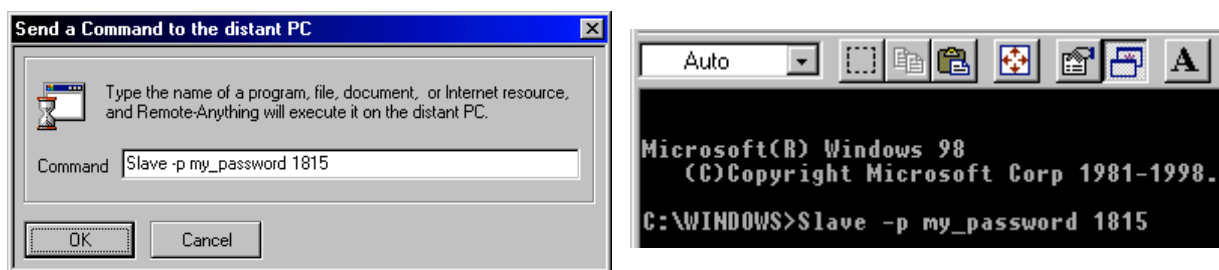 Send a Command to the distant PC
Type the name of a program, file, document, or Internet resource,
and Remote-Anything will execute it on the distant PC.
Command Slave -p my_password 1815
OK Cancel
Auto A
Microsoft(R) Windows 98
(C)Copyright Microsoft Corp 1981-1998.
C:\WINDOWS>Slave -p my_password 1815